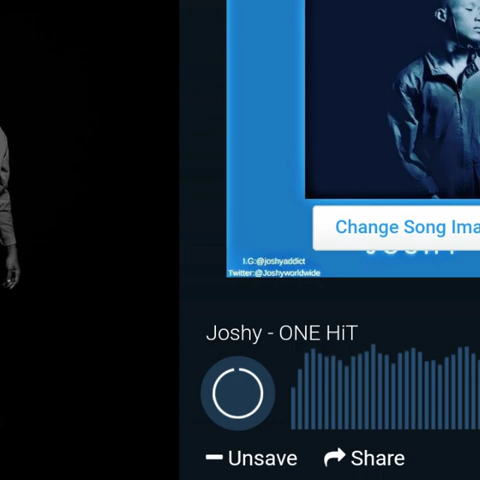 Change Song Ima
I.G:@joshyaddict
Twitter:@Joshyworldwide
Joshy - ONE HiT
Unsave
Share